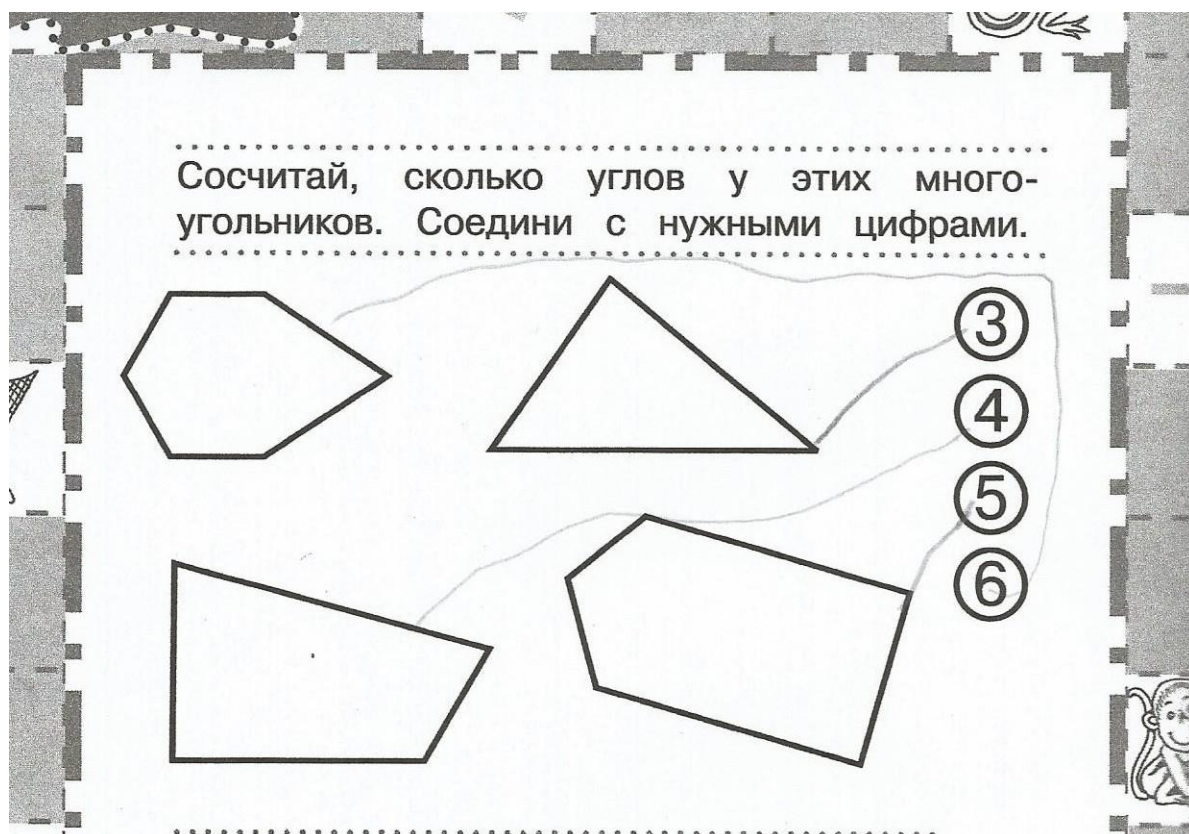 Сосчитай, сколько углов у этих много-
угольников. Соедини с нужными цифрами.
3
4
5
6